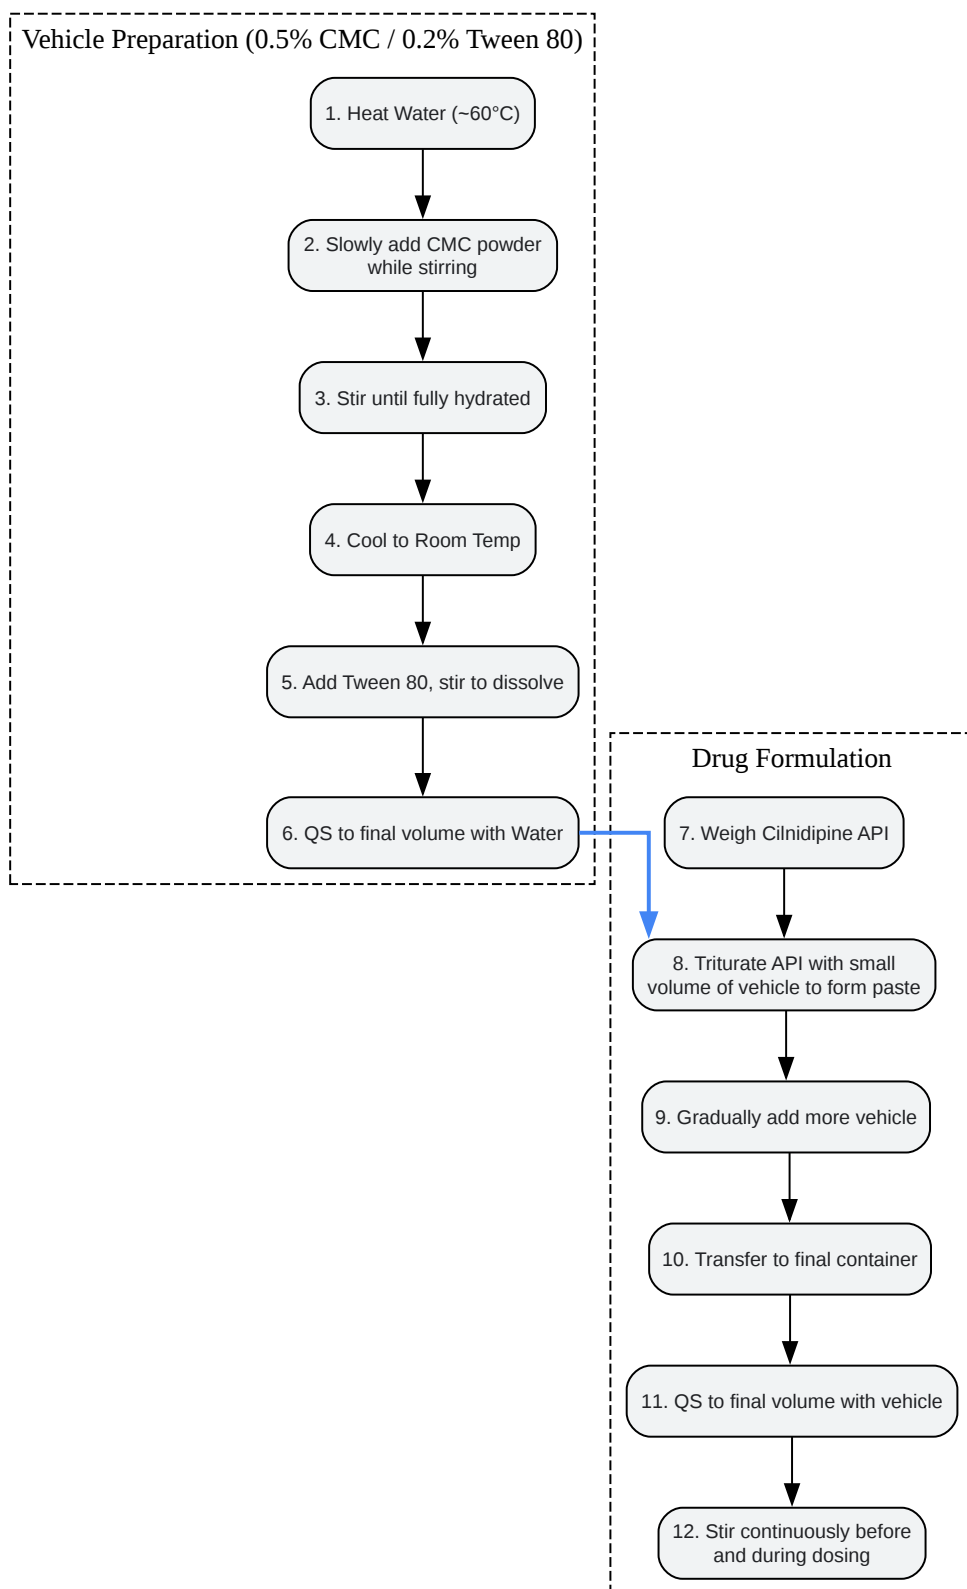 Vehicle Preparation (0.5% CMC / 0.2% Tween 80)
1. Heat Water (~60°C)
2. Slowly add CMC powder
while stirring
3. Stir until fully hydrated
4. Cool to Room Temp
5. Add Tween 80, stir to dissolve
6. QS to final volume with Water
Drug Formulation
7. Weigh Cilnidipine API
8. Triturate API with small
volume of vehicle to form paste
9. Gradually add more vehicle
10. Transfer to final container
11. QS to final volume with vehicle
12. Stir continuously before
and during dosing